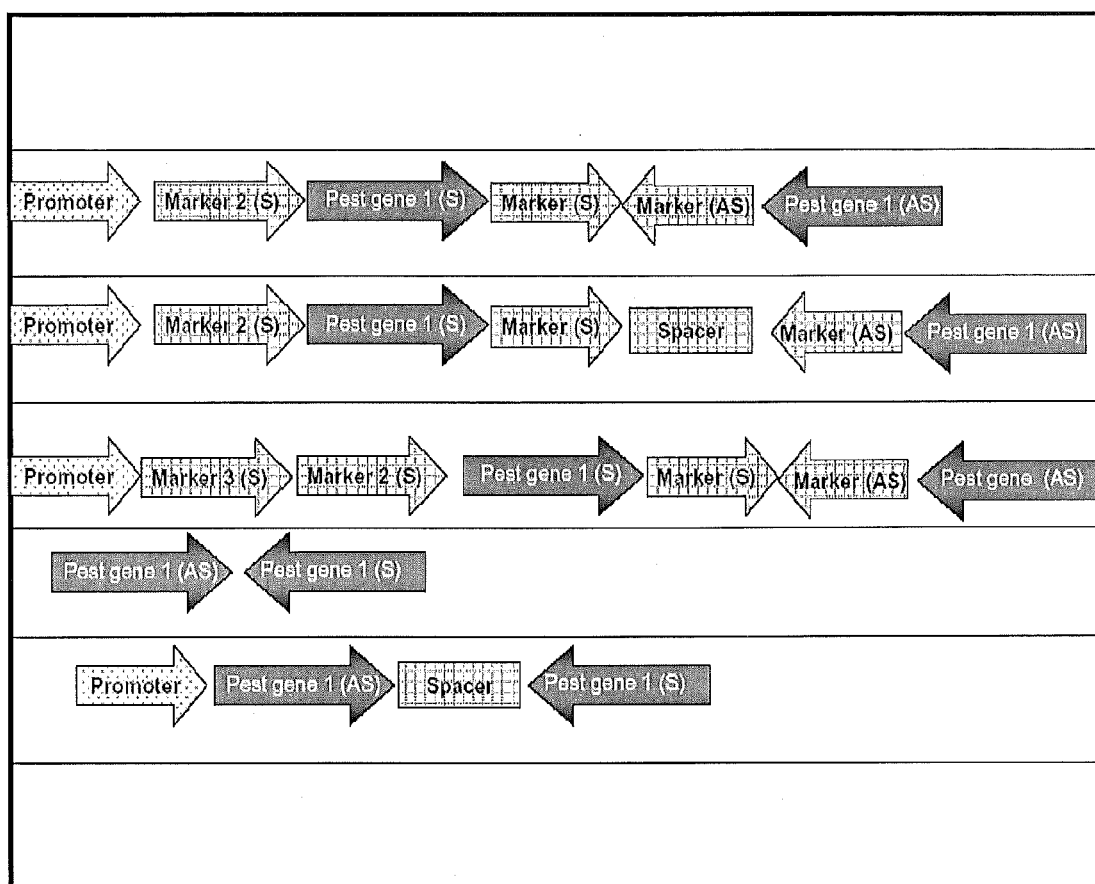 Promoter Marker 2 (S) Pest gene 1 (S) Marker (S) Marker (AS) Pest gene 1 (AS)
Promoter Marker 2 (S) Pest gene 1 (S) Marker (S) Spacer Marker (AS) Pest gene 1 (AS)
Promoter Marker 3 (S) Marker 2 (S) Pest gene 1 (S) Marker (S) Marker (AS) Pest gene (AS)
Pest gene 1 (AS) Pest gene 1 (S)
Promoter Pest gene 1 (AS) Spacer Pest gene 1 (S)